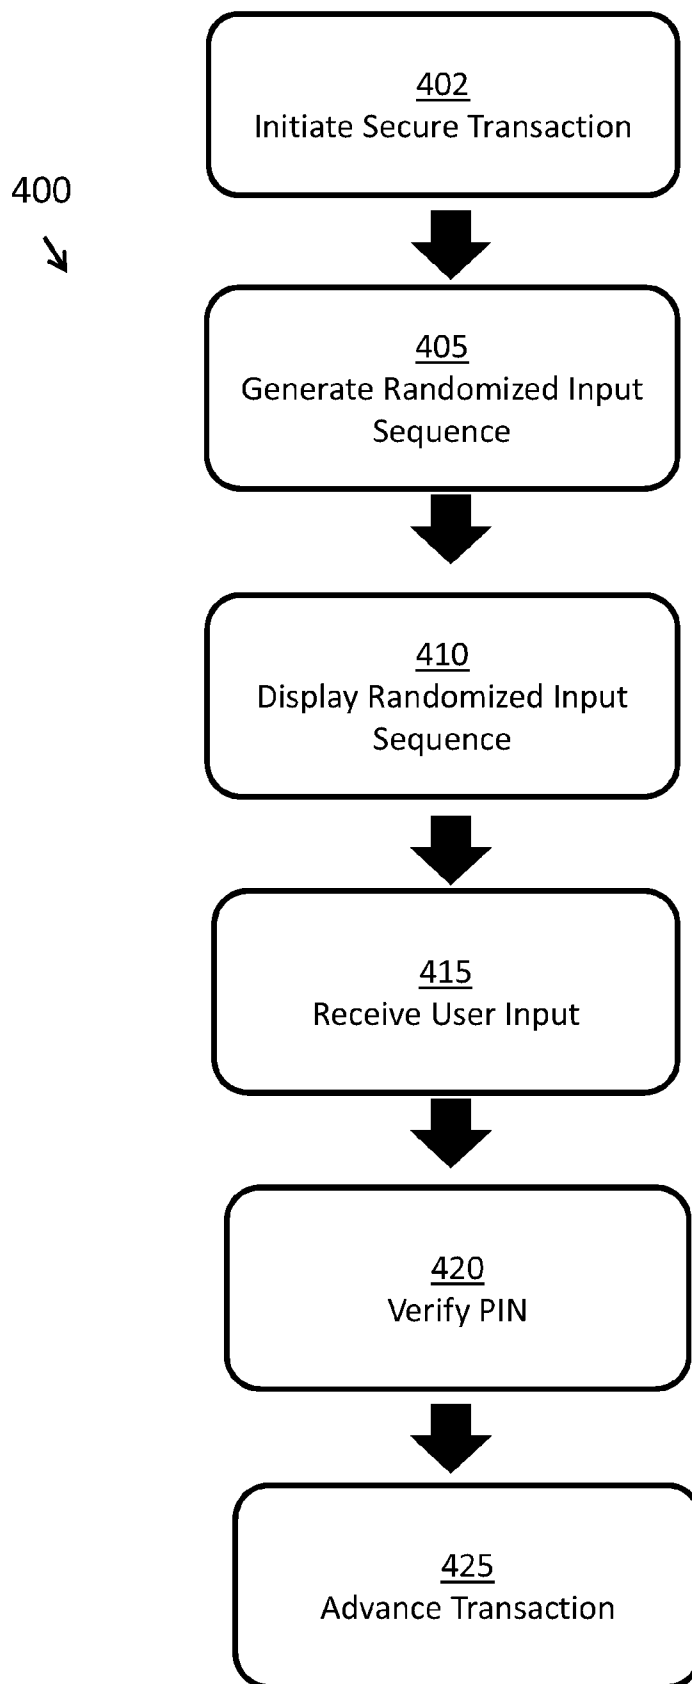 402
Initiate Secure Transaction
400
405
Generate Randomized Input
Sequence
410
Display Randomized Input
Sequence
415
Receive User Input
420
Verify PIN
425
Advance Transaction